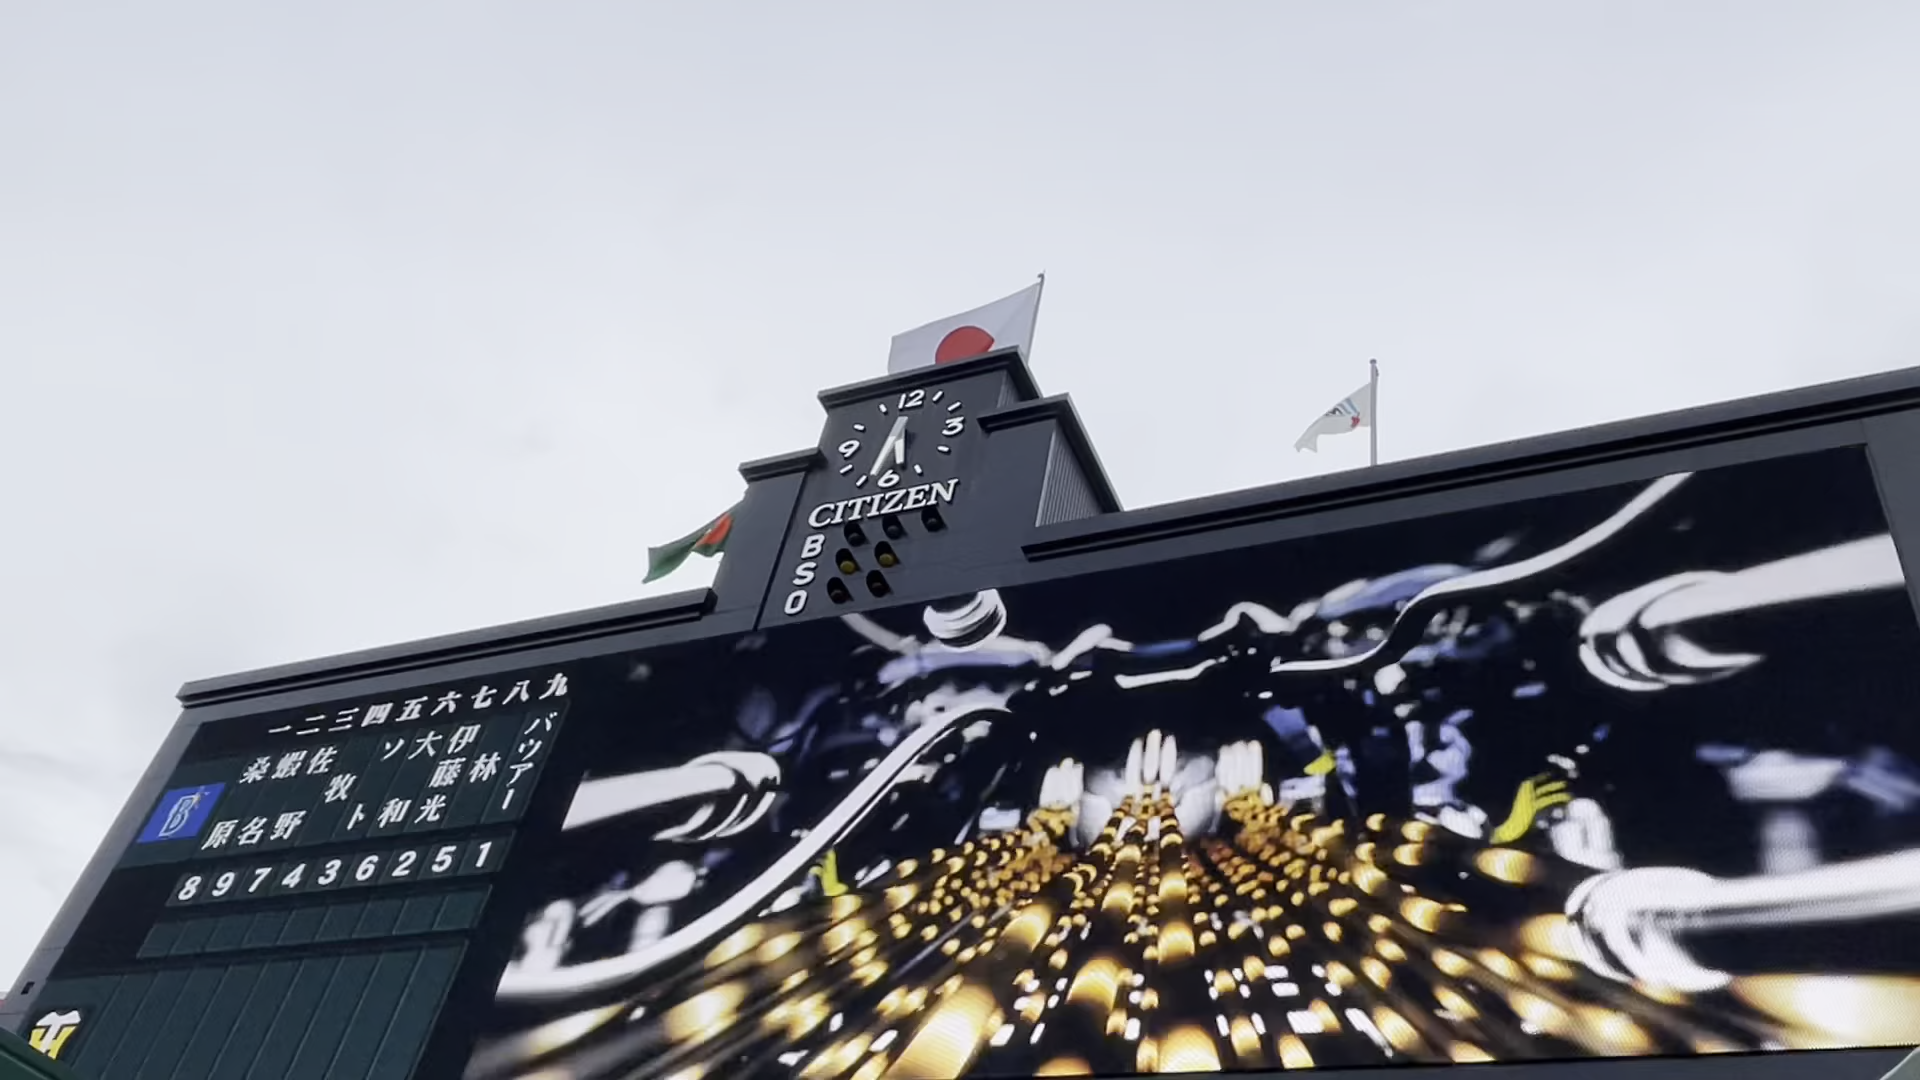 12
9 3
6
CITIZEN
B
S
O
一二三四五六七八九
桑原
蝦名
佐野
牧
ソト
大和
伊藤光
林
バウアー
8 9 7 4 3 6 2 5 1